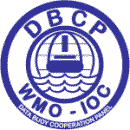 DBCP
WMO - IOC
DATA BUOY COOPERATION PANEL